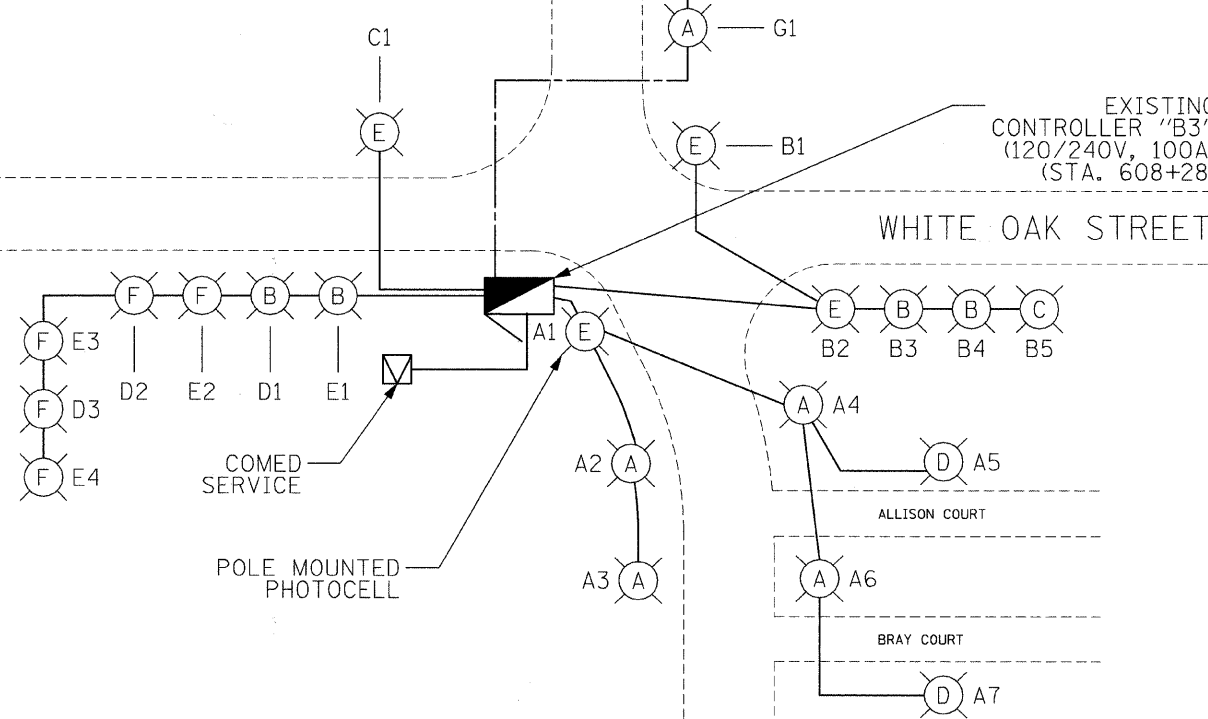 C1
A
G1
E
E
B1
EXISTING
CONTROLLER "B3"
(120/240V, 100A
(STA. 608+28
WHITE OAK STREET
F
F
B
B
A1
E
E
B
B
C
F
E3
D2
E2
D1
E1
B2
B3
B4
B5
F
D3
A
A4
F
E4
COMED
SERVICE
A2
A
D
A5
ALLISON COURT
POLE MOUNTED
PHOTOCELL
A3
A
A
A6
BRAY COURT
D
A7